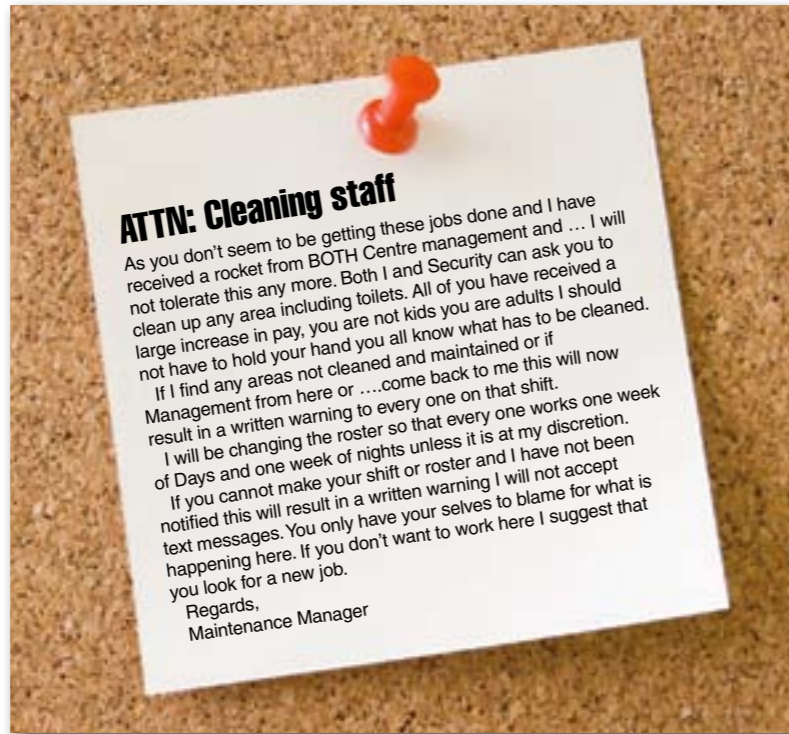 ATTN: Cleaning staff
As you don't seem to be getting these jobs done and I have
received a rocket from BOTH Centre management and … I will
not tolerate this any more. Both I and Security can ask you to
clean up any area including toilets. All of you have received a
large increase in pay, you are not kids you are adults I should
not have to hold your hand you all know what has to be cleaned.
If I find any areas not cleaned and maintained or if
Management from here or ….come back to me this will now
result in a written warning to every one on that shift.
I will be changing the roster so that every one works one week
of Days and one week of nights unless it is at my discretion.
If you cannot make your shift or roster and I have not been
notified this will result in a written warning I will not accept
text messages. You only have your selves to blame for what is
happening here. If you don't want to work here I suggest that
you look for a new job.
Regards,
Maintenance Manager